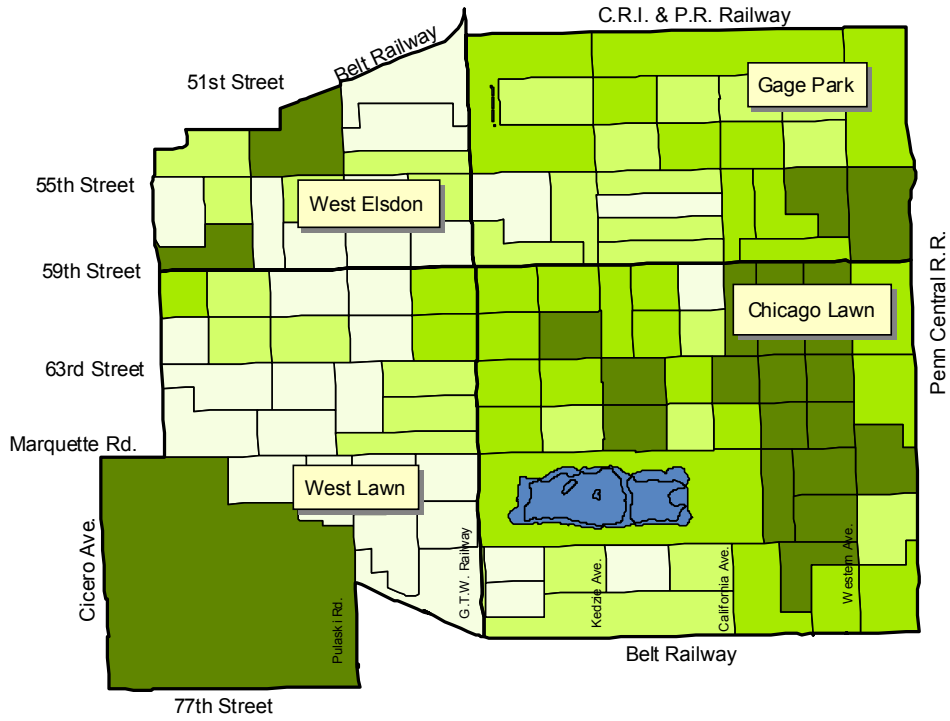 C.R.I. & P.R. Railway
Belt Railway
51st Street
Gage Park
55th Street
West Elsdon
59th Street
Penn Central R.R.
Chicago Lawn
63rd Street
Marquette Rd.
West Lawn
Cicero Ave.
Pulaski Rd.
G.T.W. Railway
Kedzie Ave.
California Ave.
Western Ave.
Belt Railway
77th Street